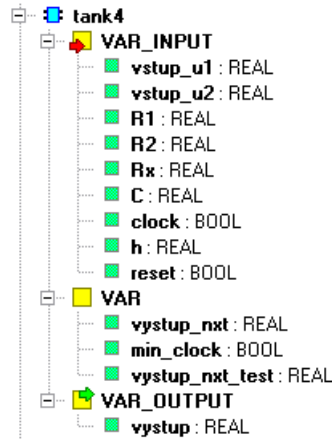 tank4
VAR_INPUT
vstup_u1 : REAL
vstup_u2 : REAL
R1 : REAL
R2 : REAL
Rx : REAL
C : REAL
clock : BOOL
h : REAL
reset : BOOL
VAR
vystup_nxt : REAL
min_clock : BOOL
vystup_nxt_test : REAL
VAR_OUTPUT
vystup : REAL